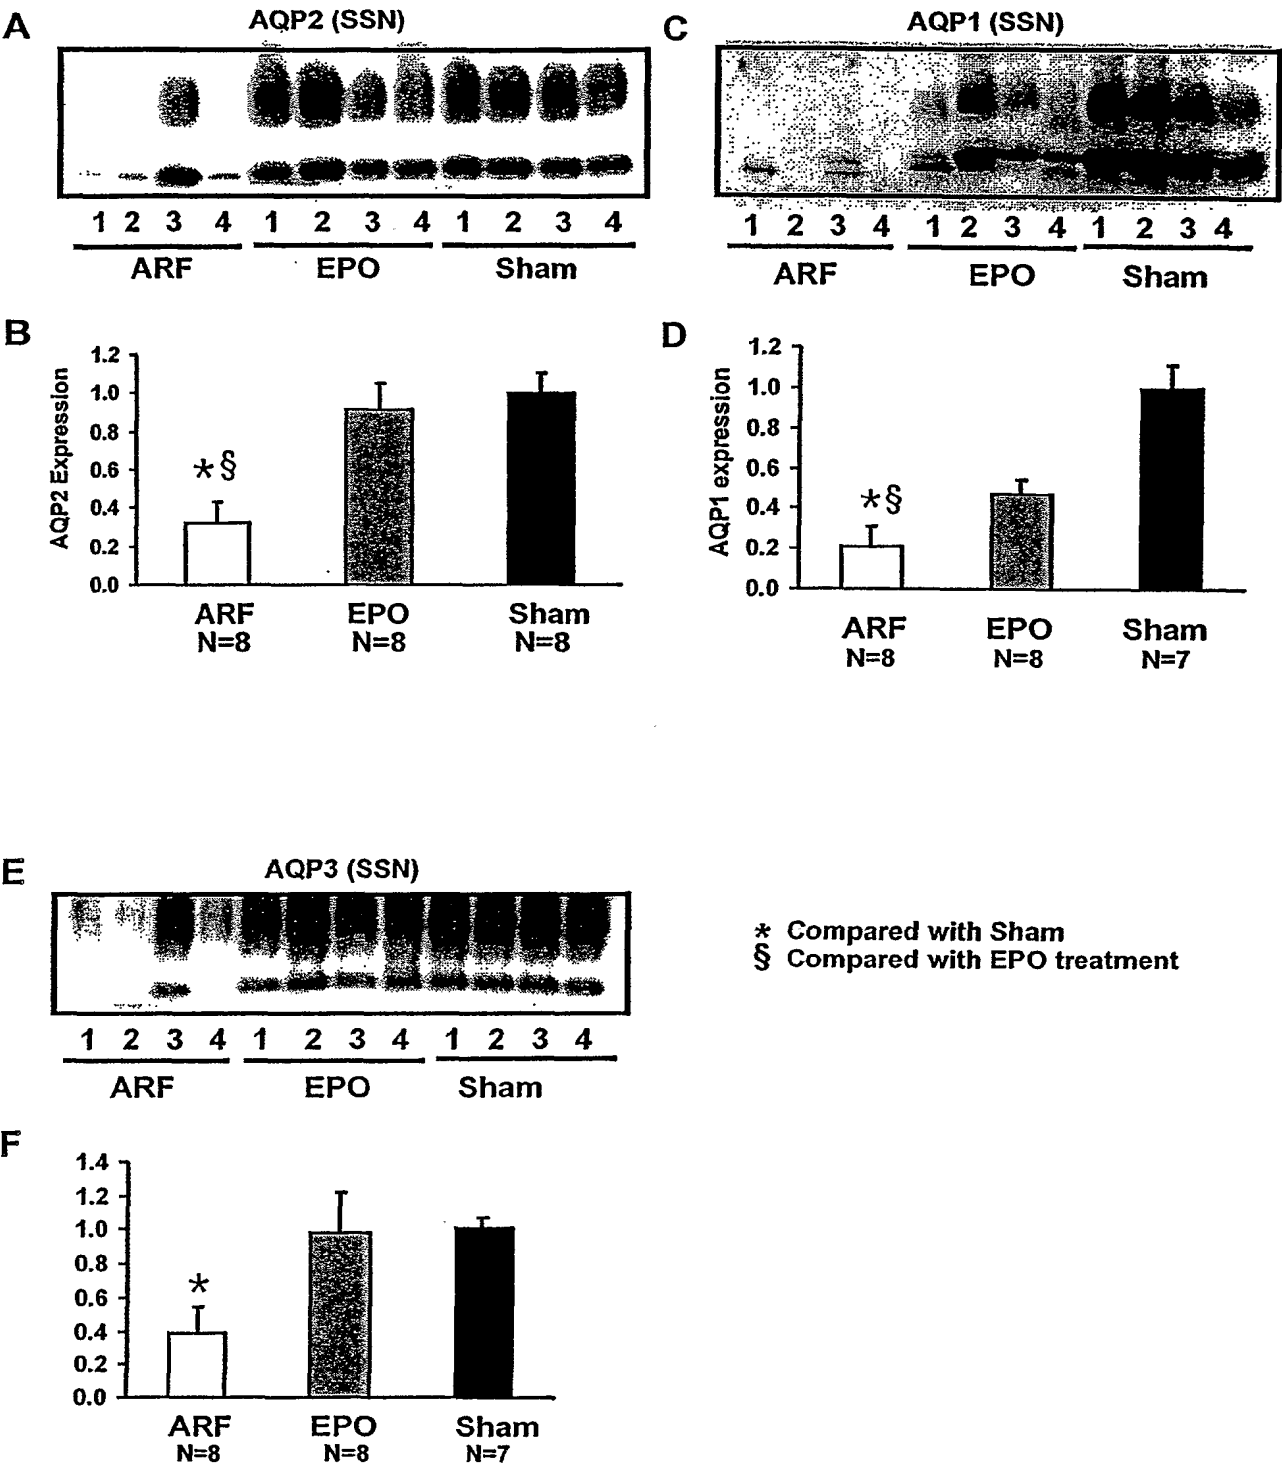 A
AQP2 (SSN)
1 2 3 4 1 2 3 4 1 2 3 4
ARF EPO Sham
B
AQP2 Expression
1.2
1.0
0.8
0.6
0.4
0.2
0.0
*§
ARF EPO Sham
N=8 N=8 N=8
C
AQP1 (SSN)
1 2 3 4 1 2 3 4 1 2 3 4
ARF EPO Sham
D
AQP1 expression
1.2
1.0
0.8
0.6
0.4
0.2
0.0
*§
ARF EPO Sham
N=8 N=8 N=7
E
AQP3 (SSN)
1 2 3 4 1 2 3 4 1 2 3 4
ARF EPO Sham
* Compared with Sham
§ Compared with EPO treatment
F
1.4
1.2
1.0
0.8
0.6
0.4
0.2
0.0
*
ARF EPO Sham
N=8 N=8 N=7